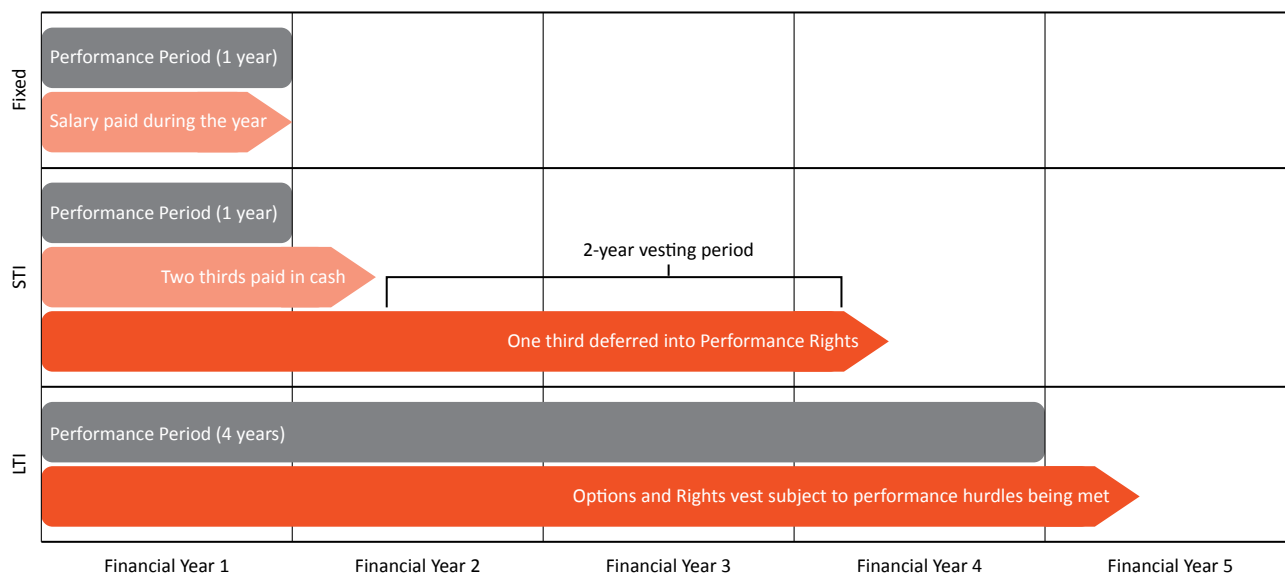 Fixed
Performance Period (1 year)
Salary paid during the year
STI
Performance Period (1 year)
Two thirds paid in cash
2-year vesting period
One third deferred into Performance Rights
LTI
Performance Period (4 years)
Options and Rights vest subject to performance hurdles being met
Financial Year 1
Financial Year 2
Financial Year 3
Financial Year 4
Financial Year 5